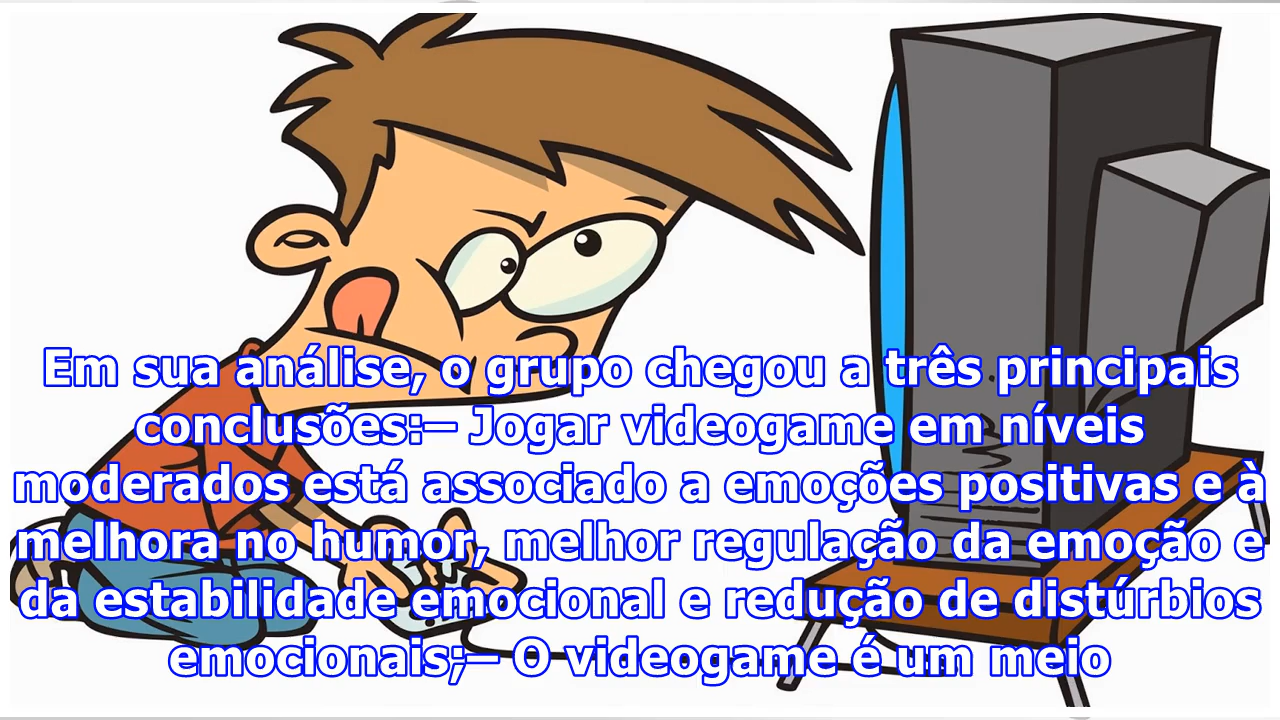 Em sua análise, o grupo chegou a três principais
conclusões:— Jogar videogame em níveis
moderados está associado a emoções positivas e à
melhora no humor, melhor regulação da emoção e
da estabilidade emocional e redução de distúrbios
emocionais;— O videogame é um meio